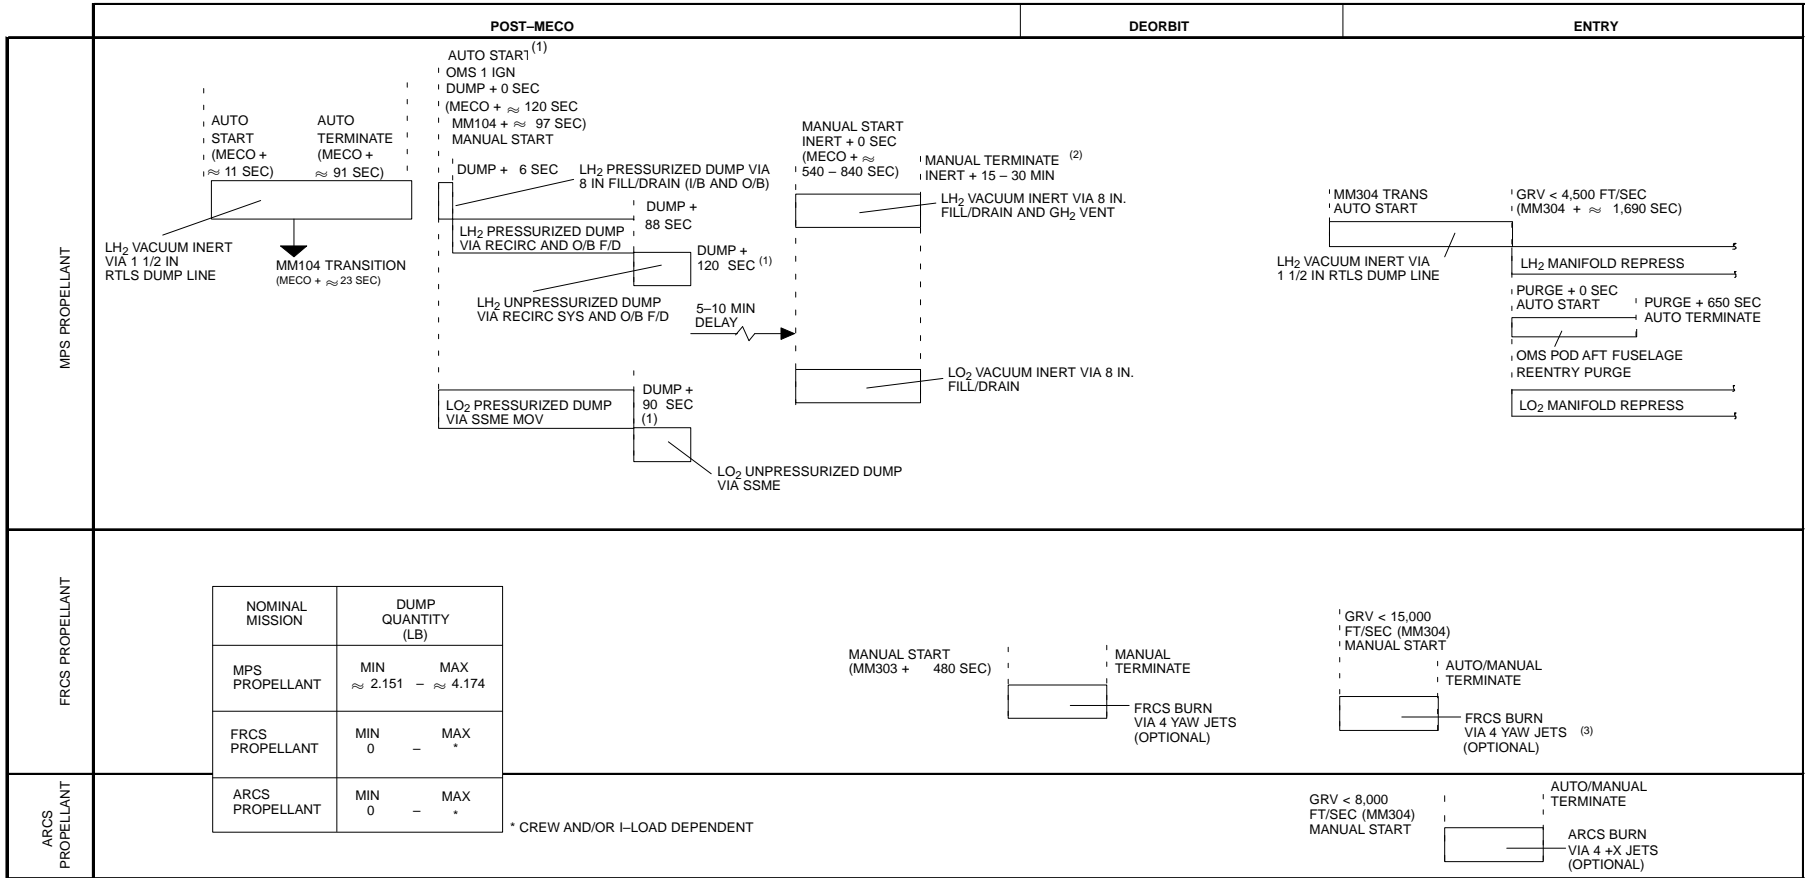 POST–MECO
DEORBIT
ENTRY
MPS PROPELLANT
AUTO START (1)
OMS 1 IGN
DUMP + 0 SEC
(MECO + ≈ 120 SEC
MM104 + ≈ 97 SEC)
MANUAL START
AUTO
START
(MECO +
≈ 11 SEC)
AUTO
TERMINATE
(MECO +
≈ 91 SEC)
LH2 VACUUM INERT
VIA 1 1/2 IN
RTLS DUMP LINE
MM104 TRANSITION
(MECO + ≈ 23 SEC)
DUMP + 6 SEC
LH2 PRESSURIZED DUMP VIA
8 IN FILL/DRAIN (I/B AND O/B)
DUMP +
88 SEC
LH2 PRESSURIZED DUMP
VIA RECIRC AND O/B F/D
DUMP +
120 SEC (1)
LH2 UNPRESSURIZED DUMP
VIA RECIRC SYS AND O/B F/D
5–10 MIN
DELAY
LO2 PRESSURIZED DUMP
VIA SSME MOV
DUMP +
90 SEC
(1)
LO2 UNPRESSURIZED DUMP
VIA SSME
MANUAL START
INERT + 0 SEC
(MECO + ≈
540 – 840 SEC)
MANUAL TERMINATE (2)
INERT + 15 – 30 MIN
LH2 VACUUM INERT VIA 8 IN.
FILL/DRAIN AND GH2 VENT
LO2 VACUUM INERT VIA 8 IN.
FILL/DRAIN
MM304 TRANS
AUTO START
GRV < 4,500 FT/SEC
(MM304 + ≈ 1,690 SEC)
LH2 VACUUM INERT VIA
1 1/2 IN RTLS DUMP LINE
LH2 MANIFOLD REPRESS
PURGE + 0 SEC
AUTO START
PURGE + 650 SEC
AUTO TERMINATE
OMS POD AFT FUSELAGE
REENTRY PURGE
LO2 MANIFOLD REPRESS
FRCS PROPELLANT
NOMINAL
MISSION
DUMP
QUANTITY
(LB)
MPS
PROPELLANT
MIN MAX
≈ 2.151 – ≈ 4.174
FRCS
PROPELLANT
MIN MAX
0 – *
ARCS
PROPELLANT
MIN MAX
0 – *
MANUAL START
(MM303 + 480 SEC)
MANUAL
TERMINATE
FRCS BURN
VIA 4 YAW JETS
(OPTIONAL)
GRV < 15,000
FT/SEC (MM304)
MANUAL START
AUTO/MANUAL
TERMINATE
FRCS BURN
VIA 4 YAW JETS (3)
(OPTIONAL)
ARCS
PROPELLANT
* CREW AND/OR I–LOAD DEPENDENT
GRV < 8,000
FT/SEC (MM304)
MANUAL START
AUTO/MANUAL
TERMINATE
ARCS BURN
VIA 4 +X JETS
(OPTIONAL)